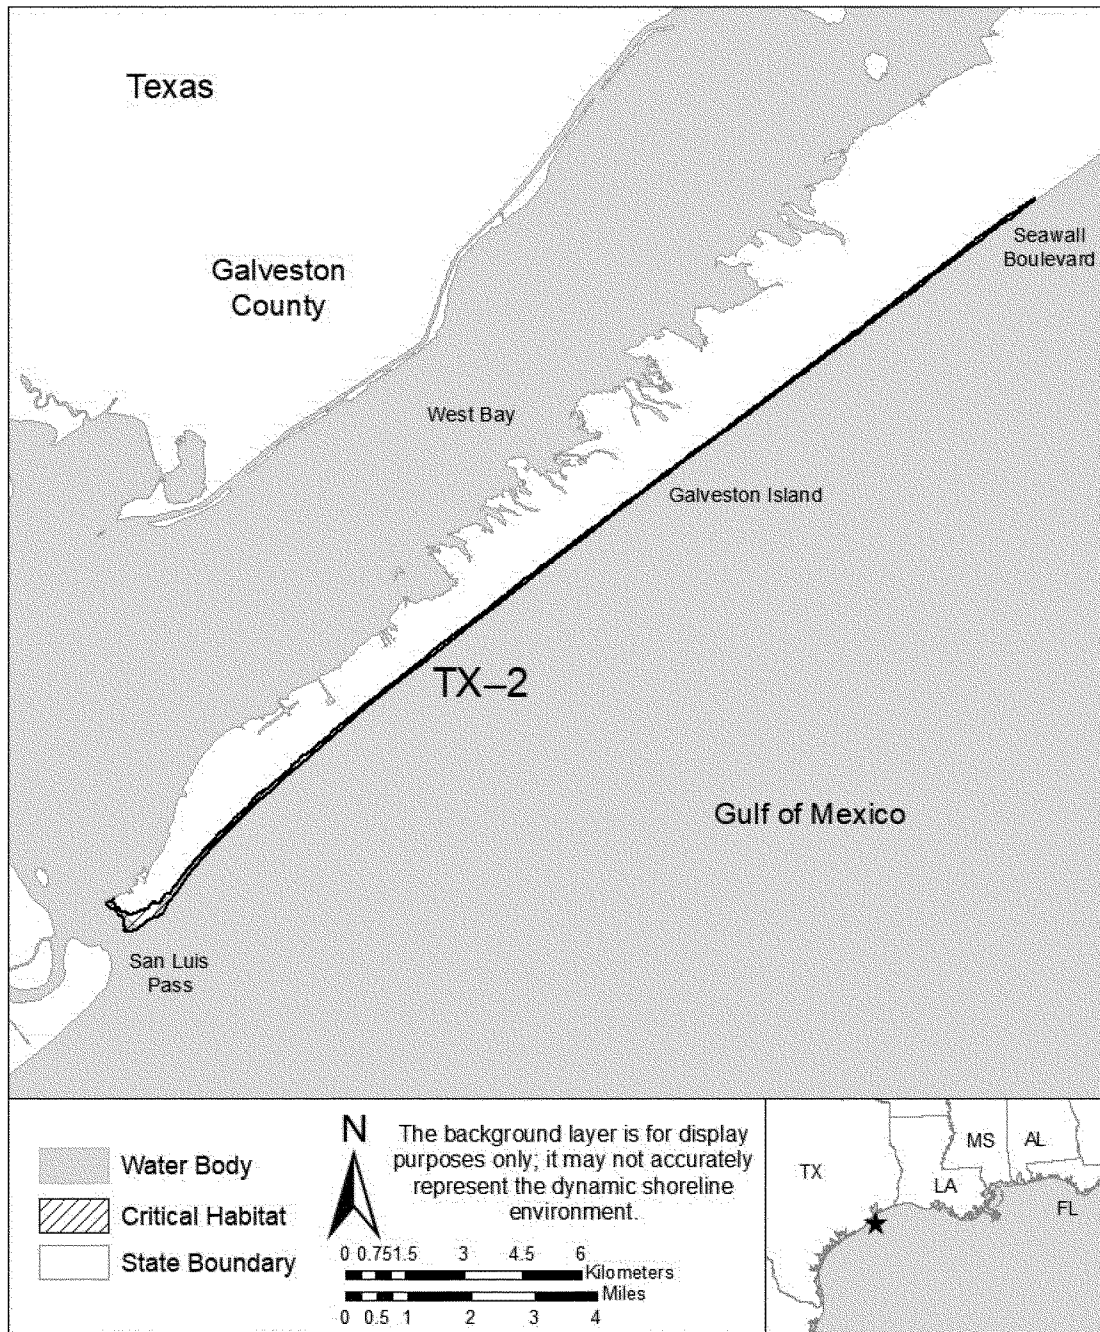 Texas
Seawall
Boulevard
Galveston
County
West Bay
Galveston Island
TX–2
Gulf of Mexico
San Luis
Pass
Water Body
Critical Habitat
State Boundary
N
The background layer is for display
purposes only; it may not accurately
represent the dynamic shoreline
environment.
0 0.75 1.5 3 4.5 6
Kilometers
Miles
0 0.5 1 2 3 4
TX
LA
MS
AL
FL